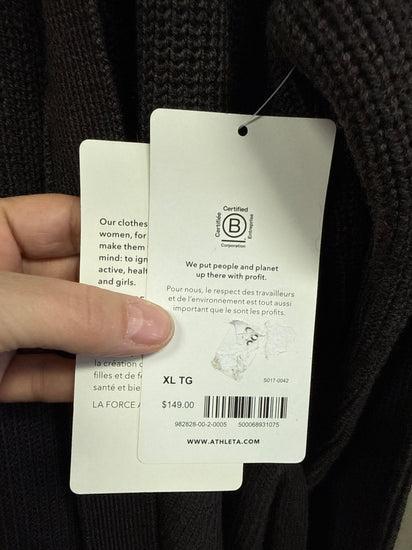 Our clothes
women, for
make them
mind: to ign
active, healt
and girls.
la création d
filles et de f
santé et bie
LA FORCE A
Certified
Certifiée
Entreprise
B
Corporation
We put people and planet
up there with profit.
Pour nous, le respect des travailleurs
et de l'environnement est tout aussi
important que le sont les profits.
XL TG
S017-0042
$149.00
982828-00-2-0005 500068931075
WWW.ATHLETA.COM